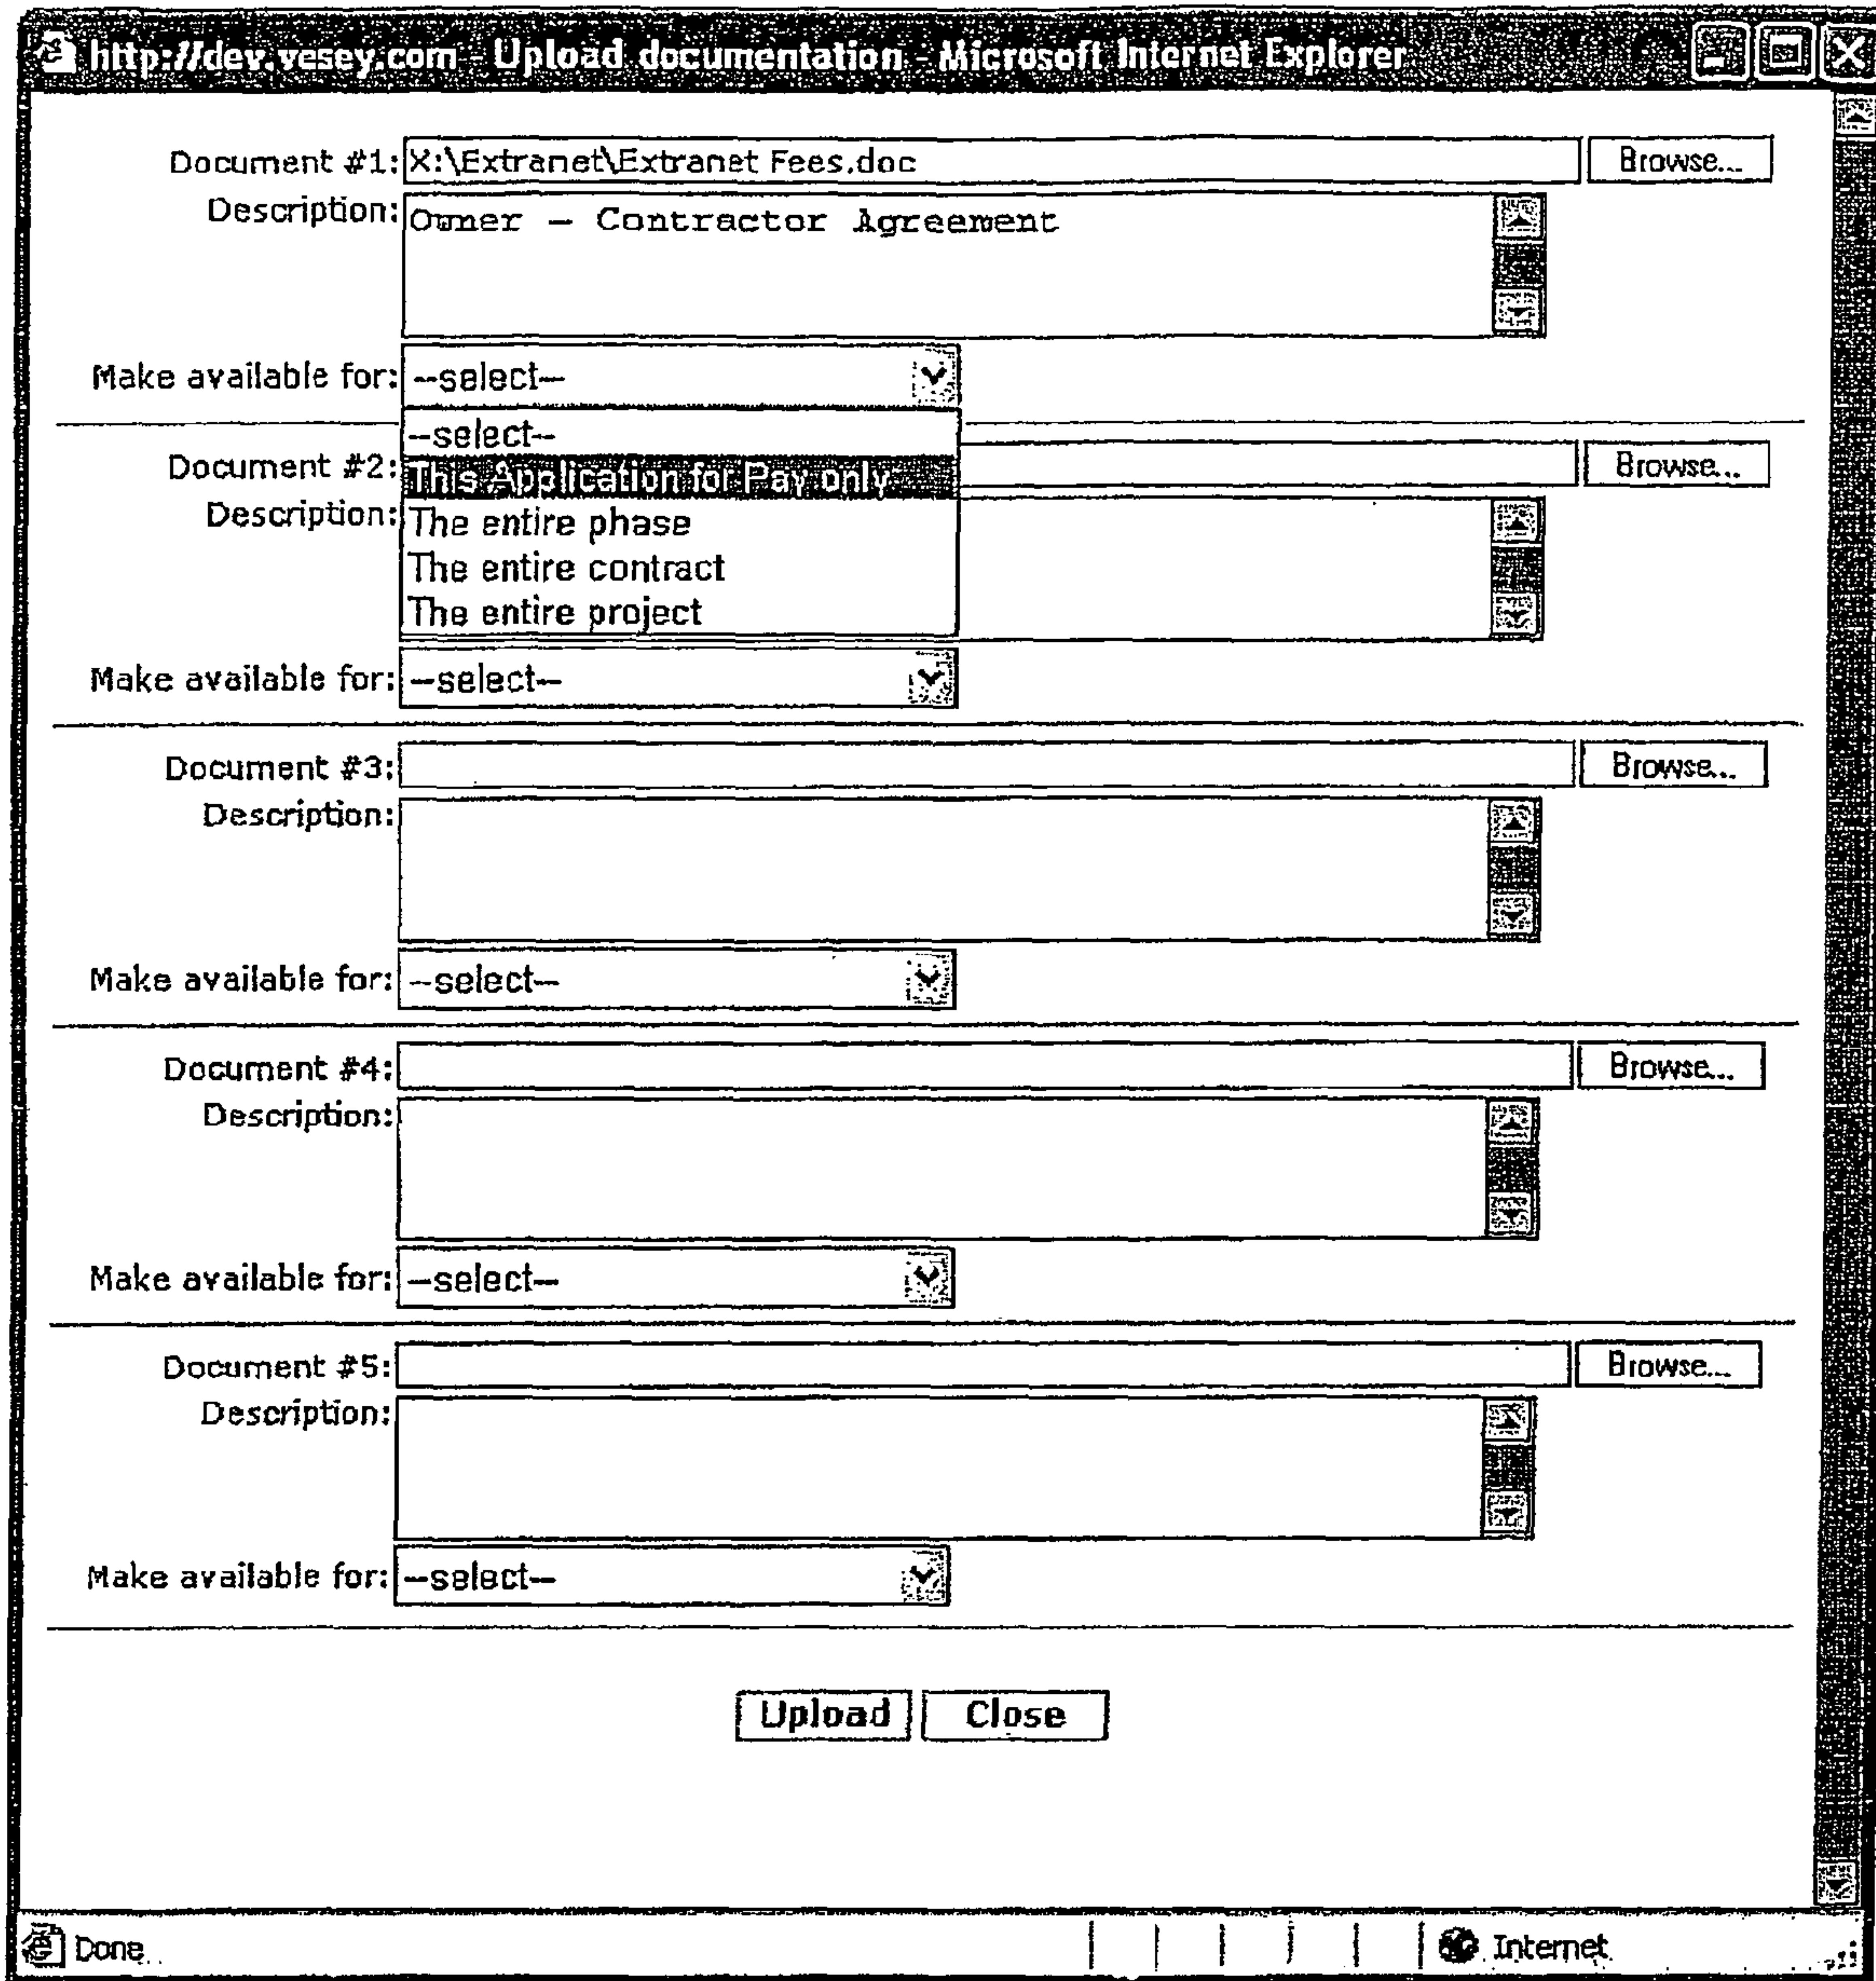 http://dev.vesey.com - Upload documentation - Microsoft Internet Explorer
Document #1: X:\Extranet\Extranet Fees.doc Browse...
Description: Owner - Contractor Agreement
Make available for: --select--
--select--
Document #2: This Application for Pay only Browse...
Description: The entire phase
The entire contract
The entire project
Make available for: --select--
Document #3: Browse...
Description:
Make available for: --select--
Document #4: Browse...
Description:
Make available for: --select--
Document #5: Browse...
Description:
Make available for: --select--
Upload Close
Done Internet